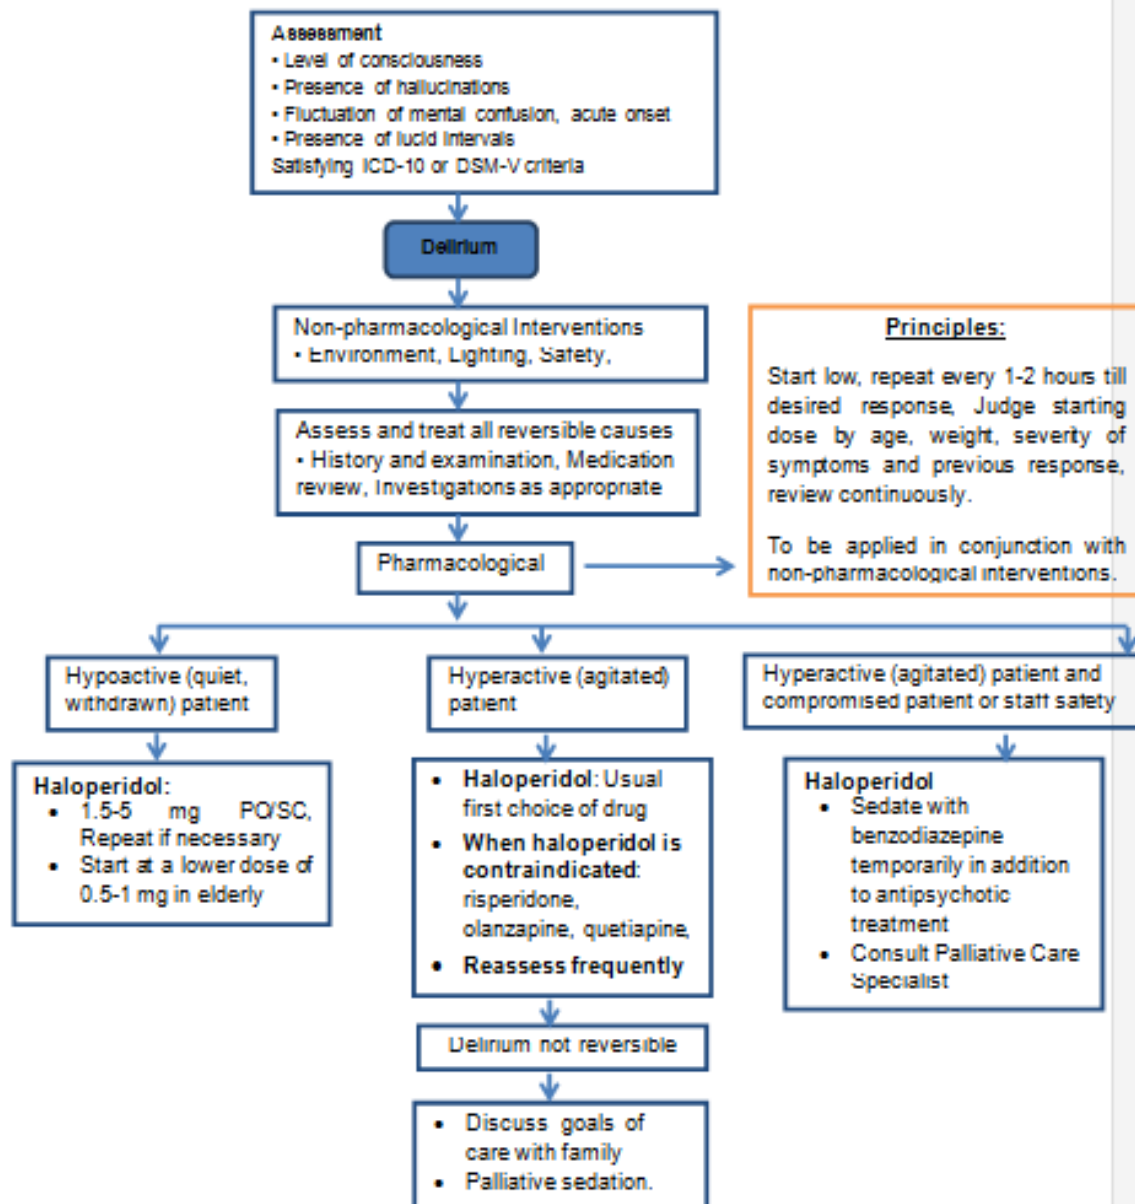 Assessment
• Level of consciousness
• Presence of hallucinations
• Fluctuation of mental confusion, acute onset
• Presence of lucid intervals
Satisfying ICD-10 or DSM-V criteria
Delirium
Non-pharmacological Interventions
• Environment, Lighting, Safety,
Assess and treat all reversible causes
• History and examination, Medication
review, Investigations as appropriate
Pharmacological
Principles:
Start low, repeat every 1-2 hours till
desired response, Judge starting
dose by age, weight, severity of
symptoms and previous response,
review continuously.
To be applied in conjunction with
non-pharmacological interventions.
Hypoactive (quiet,
withdrawn) patient
Haloperidol:
• 1.5-5 mg PO/SC,
Repeat if necessary
• Start at a lower dose of
0.5-1 mg in elderly
Hyperactive (agitated)
patient
• Haloperidol: Usual
first choice of drug
• When haloperidol is
contraindicated:
risperidone,
olanzapine, quetiapine,
• Reassess frequently
Delirium not reversible
• Discuss goals of
care with family
• Palliative sedation.
Hyperactive (agitated) patient and
compromised patient or staff safety
Haloperidol
• Sedate with
benzodiazepine
temporarily in addition
to antipsychotic
treatment
• Consult Palliative Care
Specialist